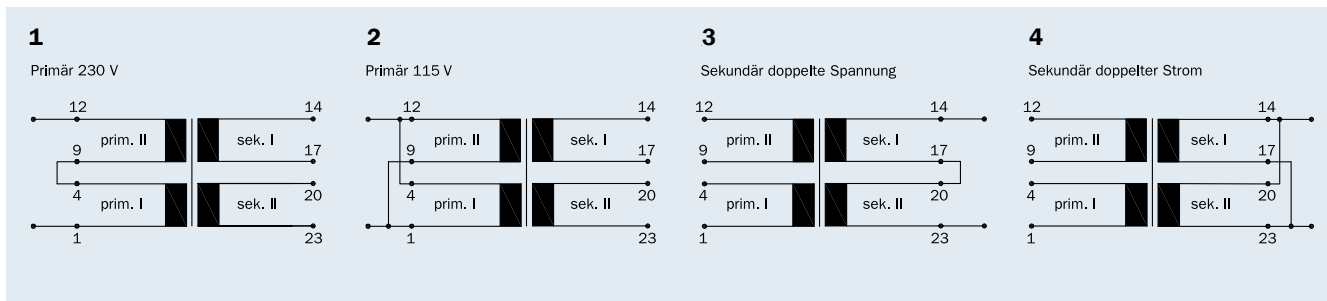 1 2 3 4
Primär 230 V Primär 115 V Sekundär doppelte Spannung Sekundär doppelter Strom
12 14 12 14 12 14 12 14
prim. II sek. I prim. II sek. I prim. II sek. I prim. II sek. I
9 17 9 17 9 17 9 17
4 20 4 20 4 20 4 20
prim. I sek. II prim. I sek. II prim. I sek. II prim. I sek. II
1 23 1 23 1 23 1 23